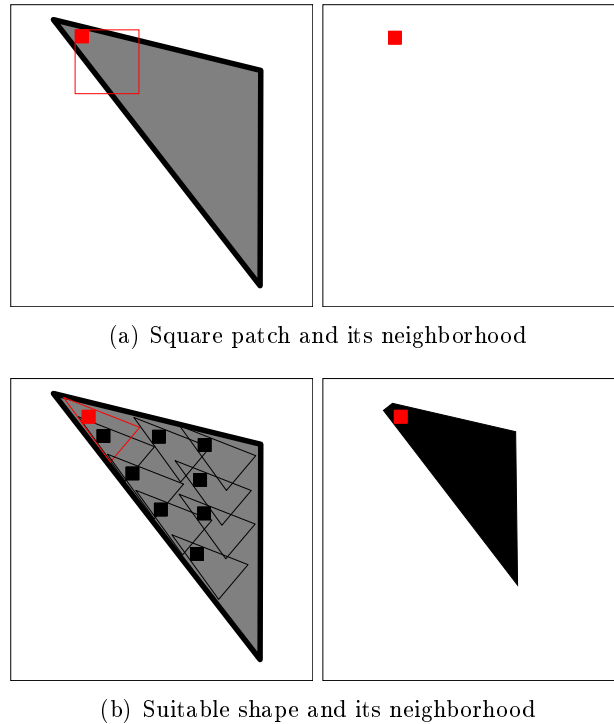 (a) Square patch and its neighborhood
(b) Suitable shape and its neighborhood